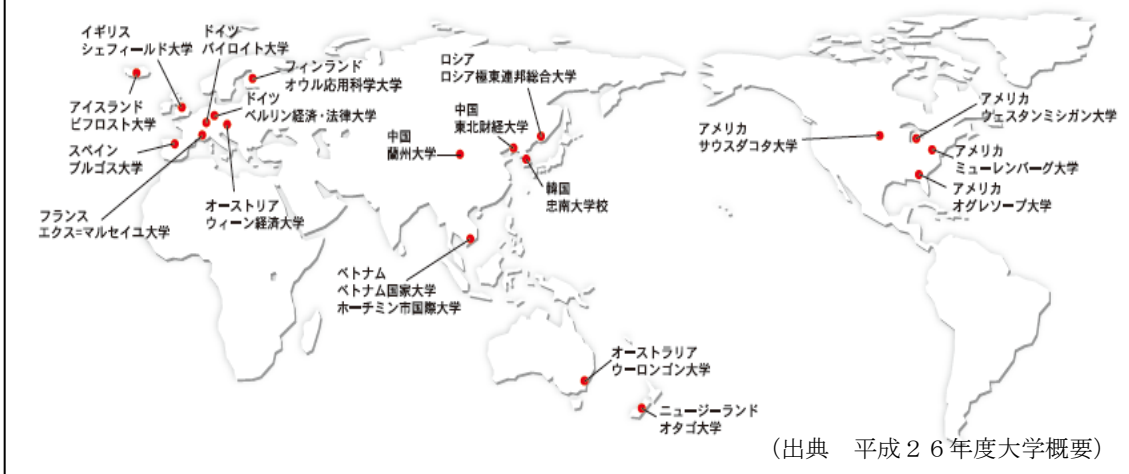 イギリス
シェフィールド大学
ドイツ
バイロイト大学
フィンランド
オウル応用科学大学
アイスランド
ビフロスト大学
ドイツ
ベルリン経済・法律大学
スペイン
ブルゴス大学
フランス
エクス=マルセイユ大学
オーストリア
ウィーン経済大学
ロシア
ロシア極東連邦総合大学
中国
東北財経大学
中国
蘭州大学
韓国
忠南大学校
ベトナム
ベトナム国家大学
ホーチミン市国際大学
オーストラリア
ウーロンゴン大学
ニュージーランド
オタゴ大学
アメリカ
サウスダコタ大学
アメリカ
ウェスタンミシガン大学
アメリカ
ミューレンバーグ大学
アメリカ
オグレソープ大学
（出典　平成２６年度大学概要）